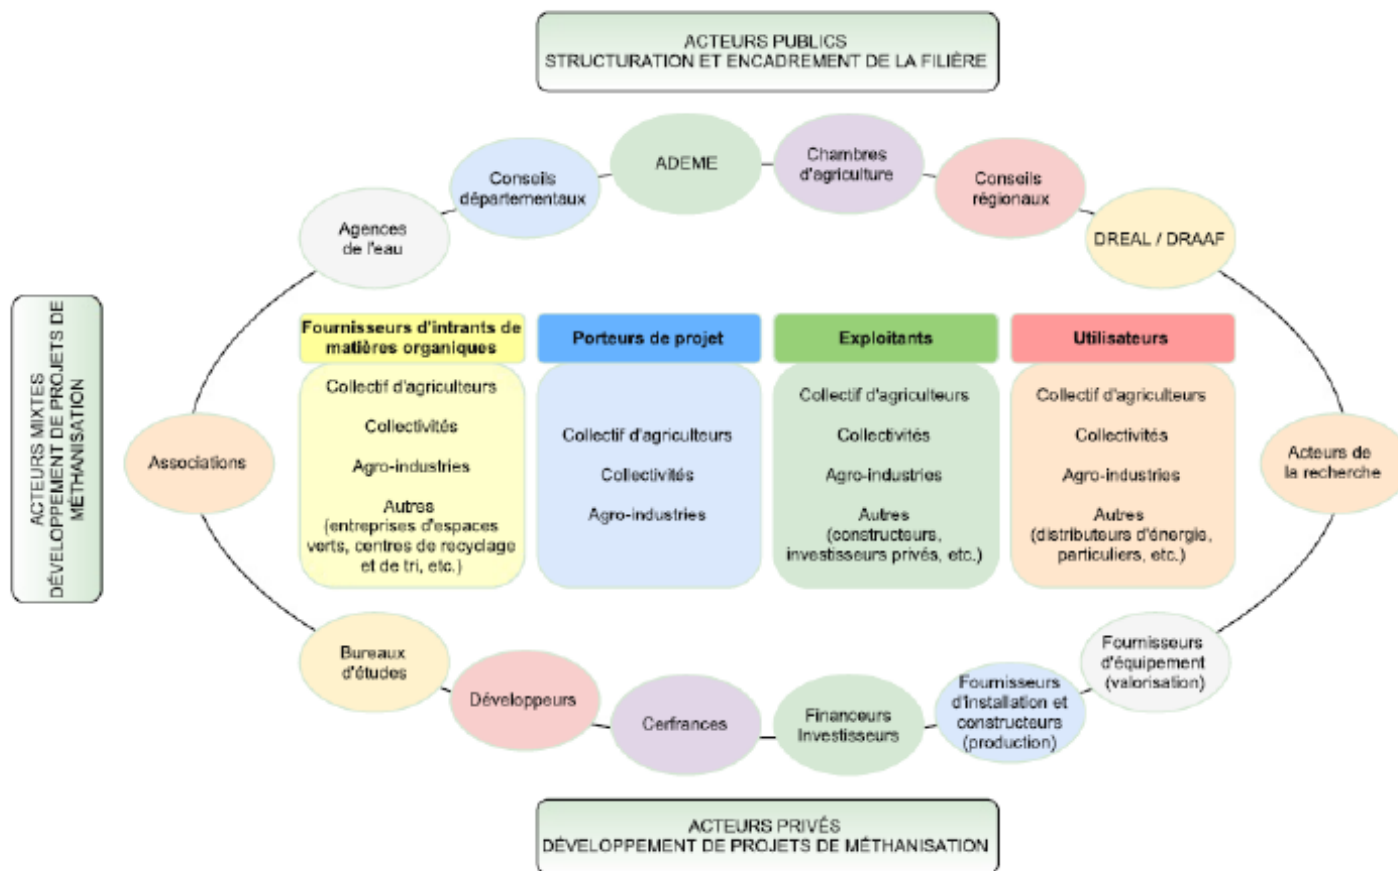 ACTEURS PUBLICS
STRUCTURATION ET ENCADREMENT DE LA FILIÈRE
ADEME
Chambres
d'agriculture
Conseils
départementaux
Conseils
régionaux
Agences
de l'eau
DREAL / DRAAF
ACTEURS MIXTES
DÉVELOPPEMENT DE PROJETS DE
MÉTHANISATION
Associations
Fournisseurs d'intrants de
matières organiques
Collectif d'agriculteurs
Collectivités
Agro-industries
Autres
(entreprises d'espaces
verts, centres de recyclage
et de tri, etc.)
Porteurs de projet
Collectif d'agriculteurs
Collectivités
Agro-industries
Exploitants
Collectif d'agriculteurs
Collectivités
Agro-industries
Autres
(constructeurs,
investisseurs privés, etc.)
Utilisateurs
Collectif d'agriculteurs
Collectivités
Agro-industries
Autres
(distributeurs d'énergie,
particuliers, etc.)
Acteurs de
la recherche
Bureaux
d'études
Développeurs
Cerfrances
Financeurs
Investisseurs
Fournisseurs
d'installation et
constructeurs
(production)
Fournisseurs
d'équipement
(valorisation)
ACTEURS PRIVÉS
DÉVELOPPEMENT DE PROJETS DE MÉTHANISATION